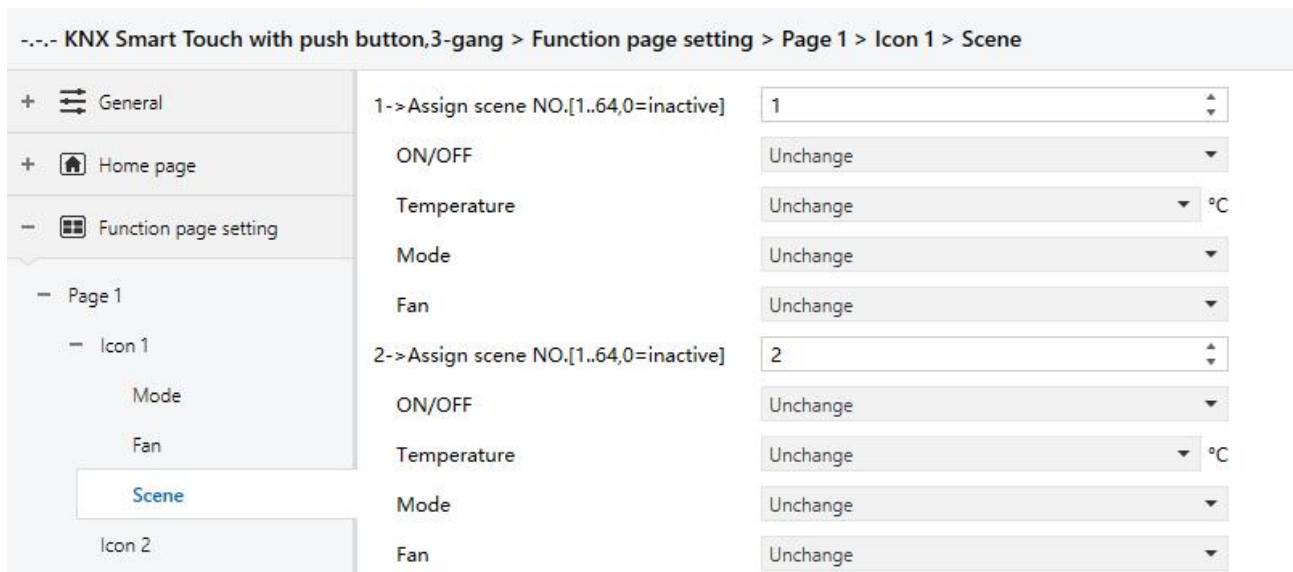 -.-.- KNX Smart Touch with push button,3-gang > Function page setting > Page 1 > Icon 1 > Scene
+ General
+ Home page
– Function page setting
– Page 1
– Icon 1
Mode
Fan
Scene
Icon 2
1->Assign scene NO.[1..64,0=inactive] 1
ON/OFF Unchange
Temperature Unchange °C
Mode Unchange
Fan Unchange
2->Assign scene NO.[1..64,0=inactive] 2
ON/OFF Unchange
Temperature Unchange °C
Mode Unchange
Fan Unchange